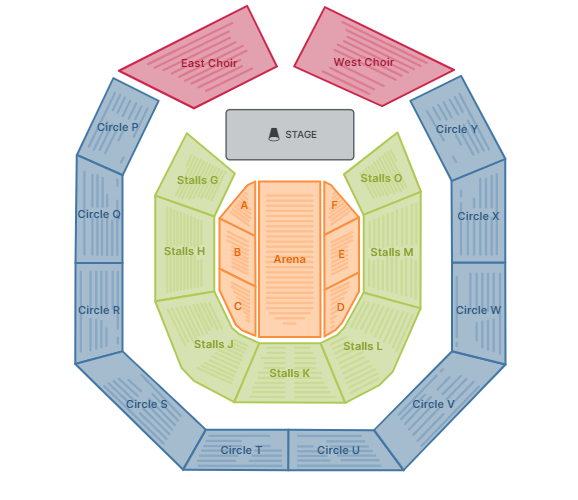 East Choir
West Choir
Circle P
STAGE
Circle Y
Stalls G
Stalls O
A
F
Circle Q
Circle X
Stalls H
B
Arena
E
Stalls M
C
D
Circle R
Circle W
Stalls J
Stalls L
Stalls K
Circle S
Circle V
Circle T
Circle U